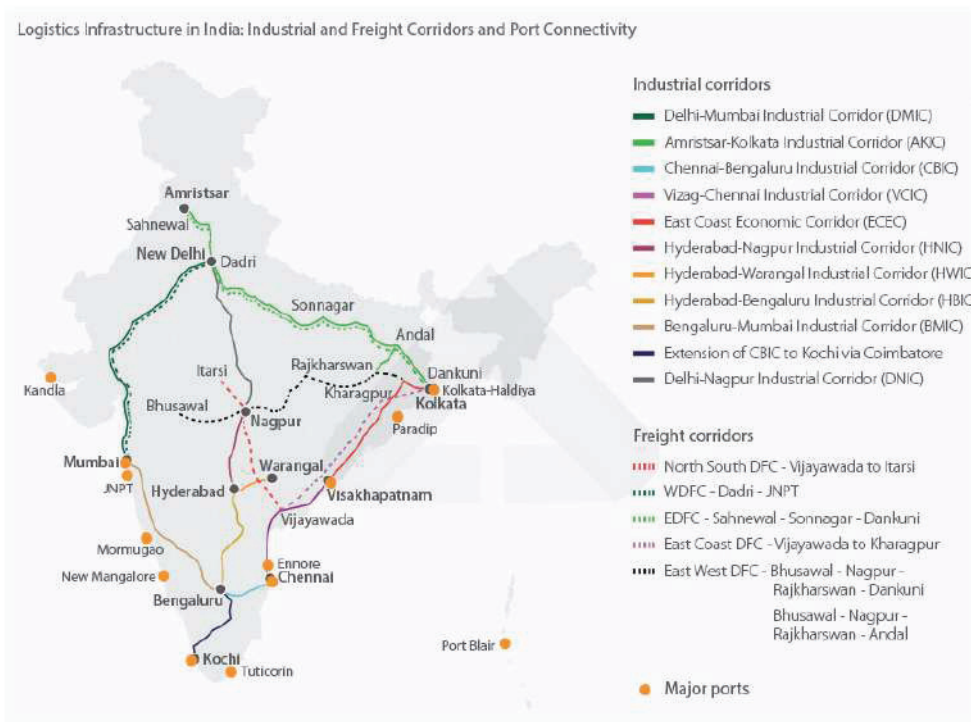 Logistics Infrastructure in India: Industrial and Freight Corridors and Port Connectivity
Amristsar
Sahnewal
New Delhi
Dadri
Sonnagar
Andal
Itarsi
Rajkharswan
Dankuni
Kandla
Kharagpur
Kolkata-Haldiya
Bhusawal
Kolkata
Nagpur
Paradip
Mumbai
Warangal
JNPT
Hyderabad
Visakhapatnam
Vijayawada
Mormugao
Ennore
New Mangalore
Chennai
Bengaluru
Port Blair
Kochi
Tuticorin
Industrial corridors
Delhi-Mumbai Industrial Corridor (DMIC)
Amristsar-Kolkata Industrial Corridor (AKIC)
Chennai-Bengaluru Industrial Corridor (CBIC)
Vizag-Chennai Industrial Corridor (VCIC)
East Coast Economic Corridor (ECEC)
Hyderabad-Nagpur Industrial Corridor (HNIC)
Hyderabad-Warangal Industrial Corridor (HWIC)
Hyderabad-Bengaluru Industrial Corridor (HBIC)
Bengaluru-Mumbai Industrial Corridor (BMIC)
Extension of CBIC to Kochi via Coimbatore
Delhi-Nagpur Industrial Corridor (DNIC)
Freight corridors
North South DFC - Vijayawada to Itarsi
WDFC - Dadri - JNPT
EDFC - Sahnewal - Sonnagar - Dankuni
East Coast DFC - Vijayawada to Kharagpur
East West DFC - Bhusawal - Nagpur -
Rajkharswan - Dankuni
Bhusawal - Nagpur -
Rajkharswan - Andal
Major ports